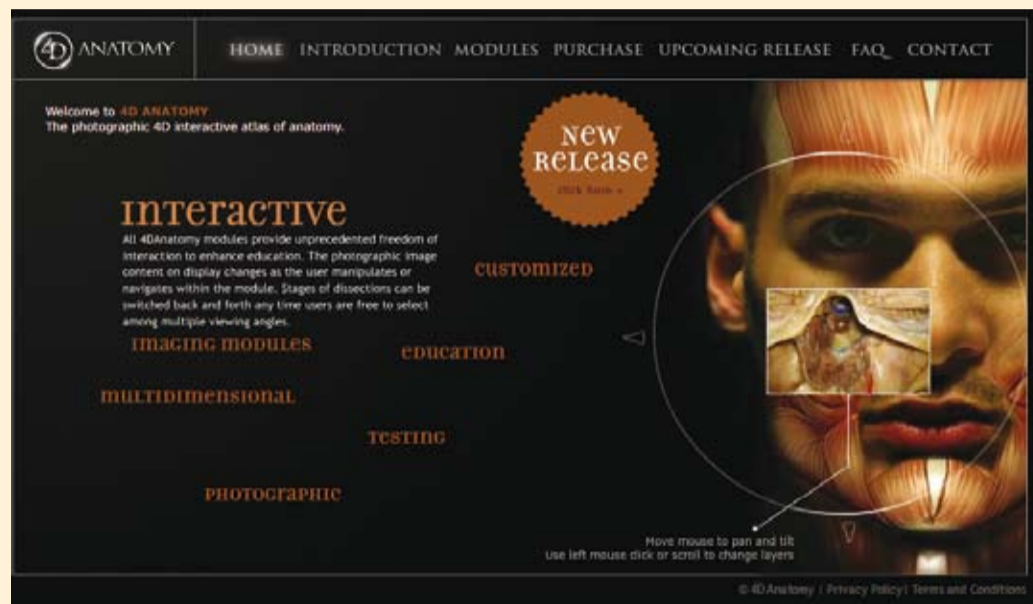 4D ANATOMY
HOME INTRODUCTION MODULES PURCHASE UPCOMING RELEASE FAQ CONTACT
Welcome to 4D ANATOMY
The photographic 4D interactive atlas of anatomy.
NEW
RELEASE
click here »
INTERACTIVE
All 4DAnatomy modules provide unprecedented freedom of
interaction to enhance education. The photographic image
content on display changes as the user manipulates or
navigates within the module. Stages of dissections can be
switched back and forth any time users are free to select
among multiple viewing angles.
CUSTOMIZED
IMAGING MODULES
EDUCATION
MULTIDIMENSIONAL
TESTING
PHOTOGRAPHIC
Move mouse to pan and tilt
Use left mouse click or scroll to change layers
© 4DAnatomy | Privacy Policy | Terms and Conditions